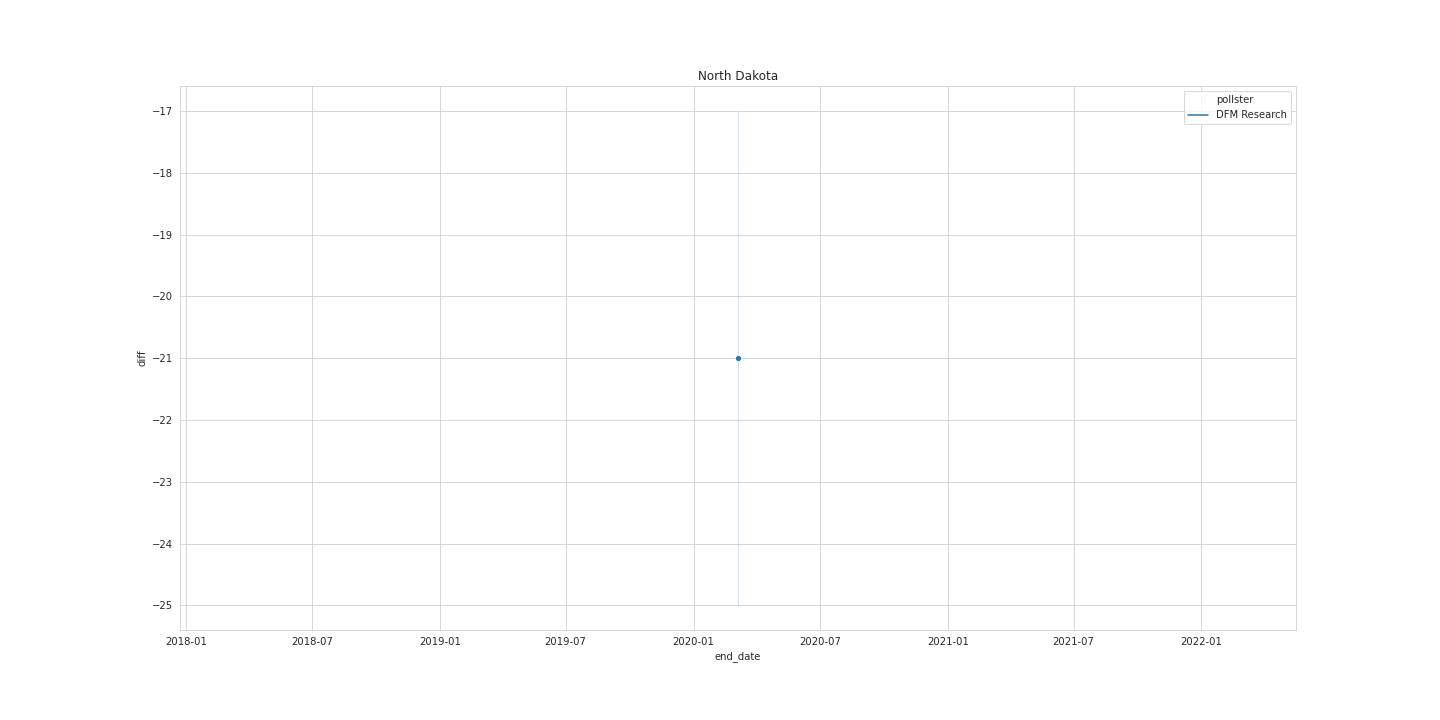 North Dakota
pollster
DFM Research
−17
−18
−19
−20
−21
−22
−23
−24
−25
diff
2018-01 2018-07 2019-01 2019-07 2020-01 2020-07 2021-01 2021-07 2022-01
end_date